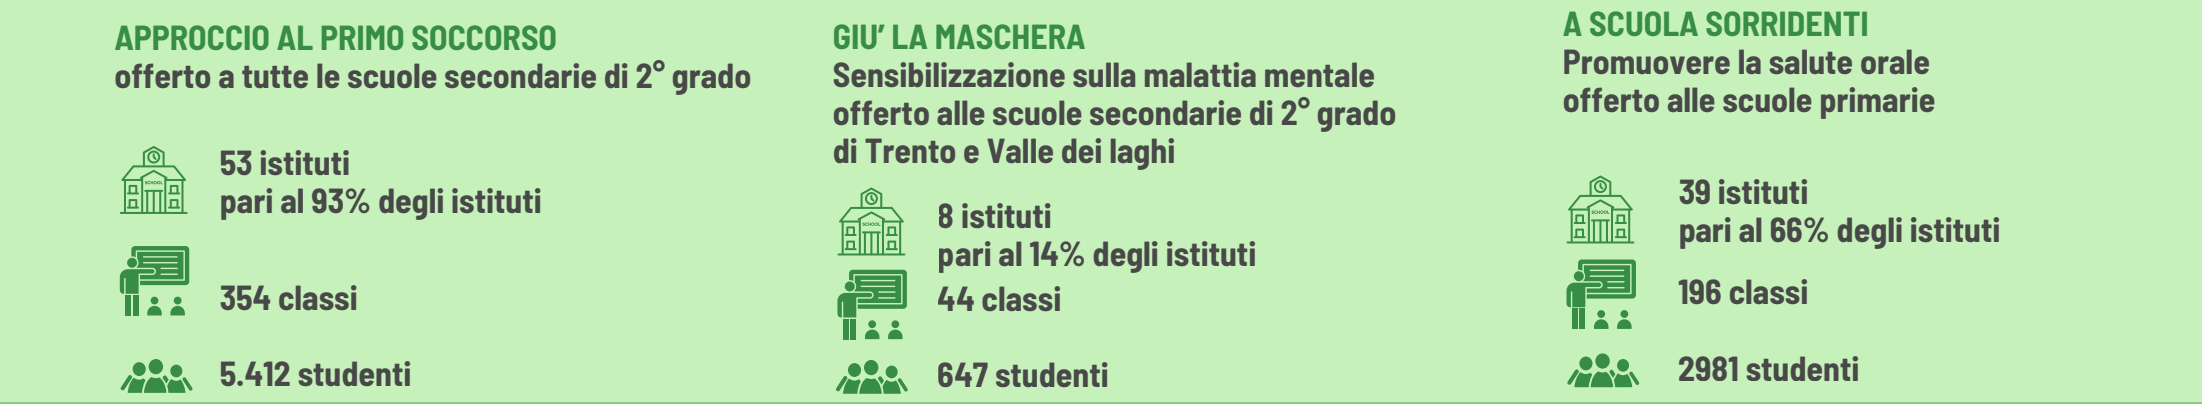 APPROCCIO AL PRIMO SOCCORSO
offerto a tutte le scuole secondarie di 2° grado
SCHOOL
53 istituti
pari al 93% degli istituti
354 classi
5.412 studenti
GIU' LA MASCHERA
Sensibilizzazione sulla malattia mentale
offerto alle scuole secondarie di 2° grado
di Trento e Valle dei laghi
SCHOOL
8 istituti
pari al 14% degli istituti
44 classi
647 studenti
A SCUOLA SORRIDENTI
Promuovere la salute orale
offerto alle scuole primarie
SCHOOL
39 istituti
pari al 66% degli istituti
196 classi
2981 studenti